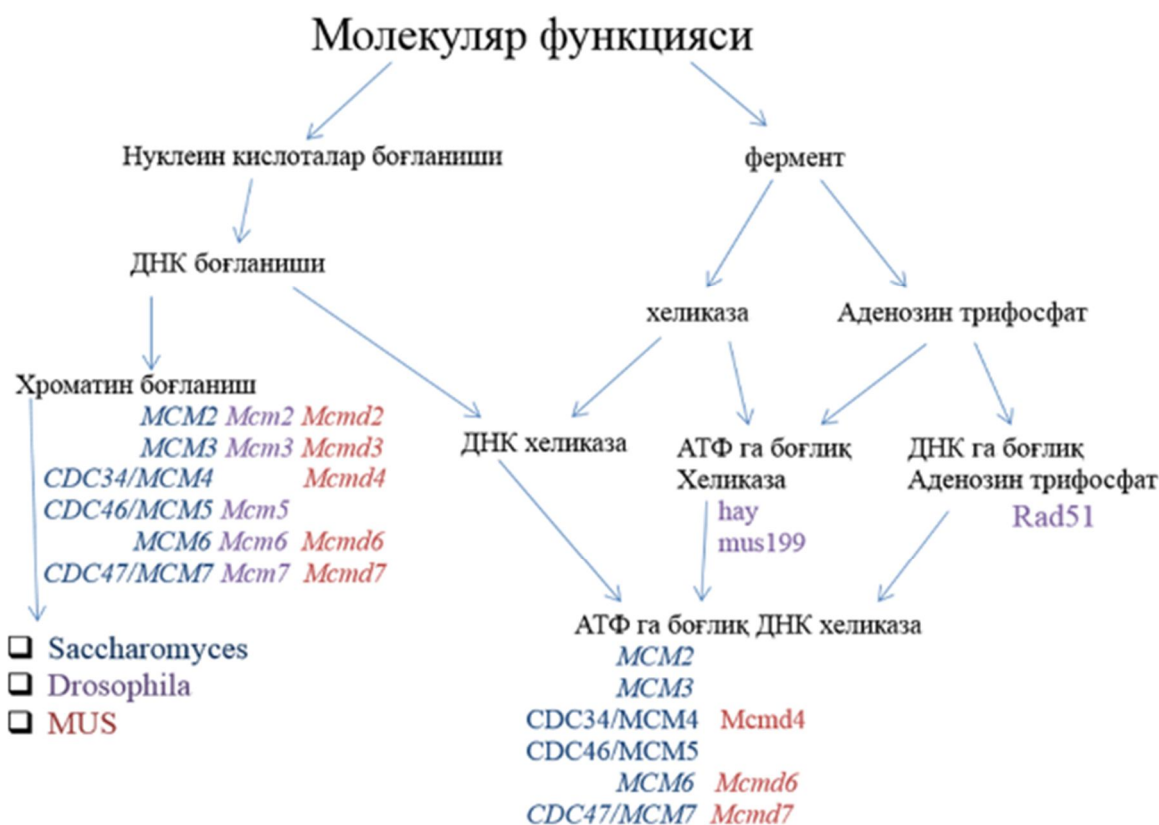 Молекуляр функцияси
Нуклеин кислоталар боғланиши
фермент
ДНК боғланиши
хеликаза
Аденозин трифосфат
Хроматин боғланиш
MCM2 Mcm2 Mcmd2
MCM3 Mcm3 Mcmd3
CDC34/MCM4 Mcmd4
CDC46/MCM5 Mcm5
MCM6 Mcm6 Mcmd6
CDC47/MCM7 Mcm7 Mcmd7
ДНК хеликаза
АТФ га боғлиқ
Хеликаза
hay
mus199
ДНК га боғлиқ
Аденозин трифосфат
Rad51
Saccharomyces
Drosophila
MUS
АТФ га боғлиқ ДНК хеликаза
MCM2
MCM3
CDC34/MCM4 Mcmd4
CDC46/MCM5
MCM6 Mcmd6
CDC47/MCM7 Mcmd7